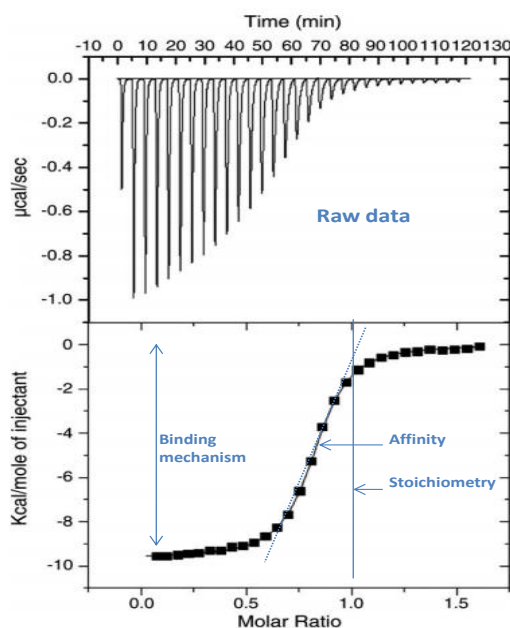 Time (min)
-10 0 10 20 30 40 50 60 70 80 90 100 110 120 130
0.0
-0.2
-0.4
-0.6
-0.8
-1.0
µcal/sec
Raw data
0
-2
-4
-6
-8
-10
Kcal/mole of injectant
Binding
mechanism
Affinity
Stoichiometry
0.0 0.5 1.0 1.5
Molar Ratio